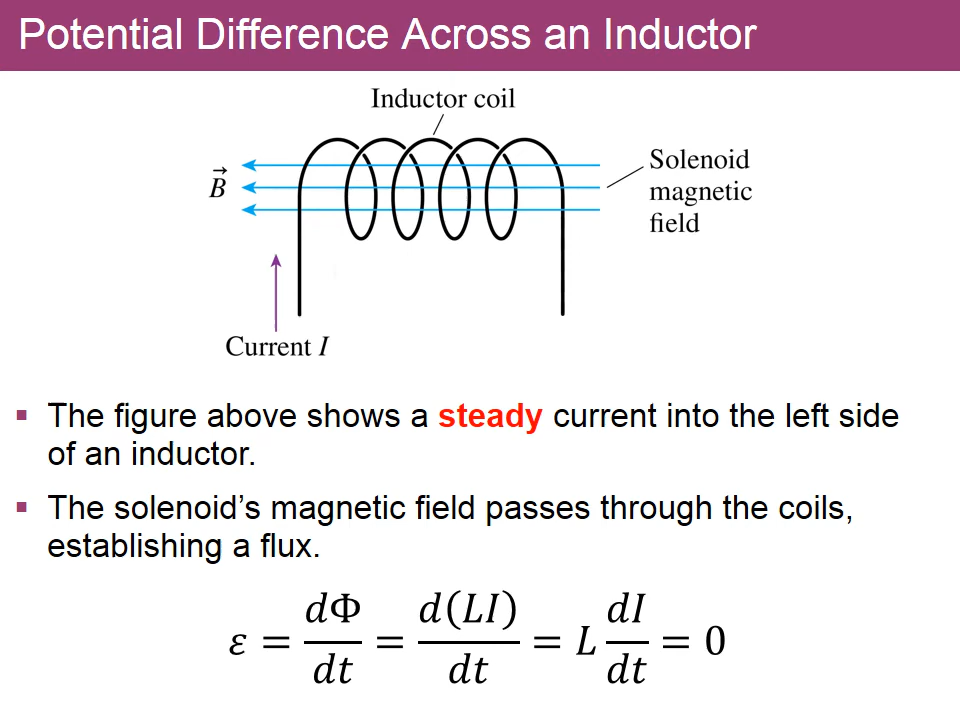 Potential Difference Across an Inductor
Inductor coil
Solenoid
magnetic
field
B⃗
Current I
▪ The figure above shows a steady current into the left side
of an inductor.
▪ The solenoid’s magnetic field passes through the coils,
establishing a flux.
ε = dΦ/dt = d(LI)/dt = L dI/dt = 0